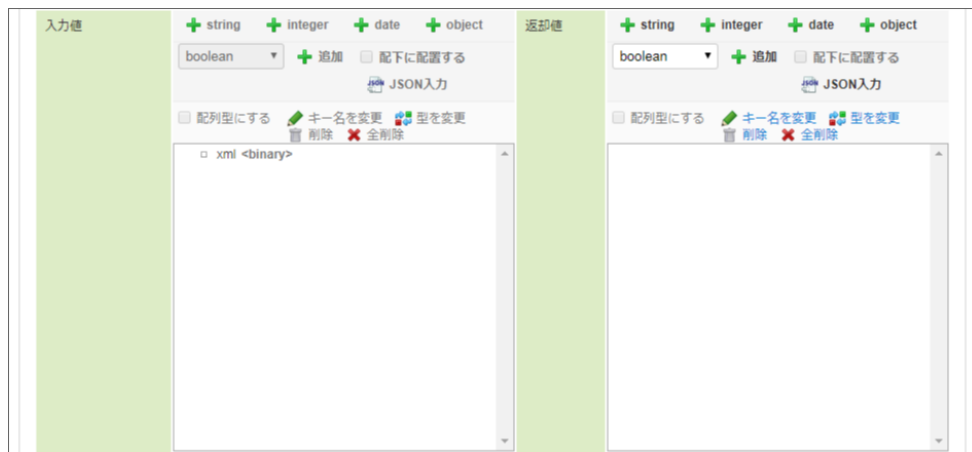 入力値
string integer date object
boolean 追加 配下に配置する
JSON入力
配列型にする キー名を変更 型を変更
削除 全削除
xml <binary>
返却値
string integer date object
boolean 追加 配下に配置する
JSON入力
配列型にする キー名を変更 型を変更
削除 全削除